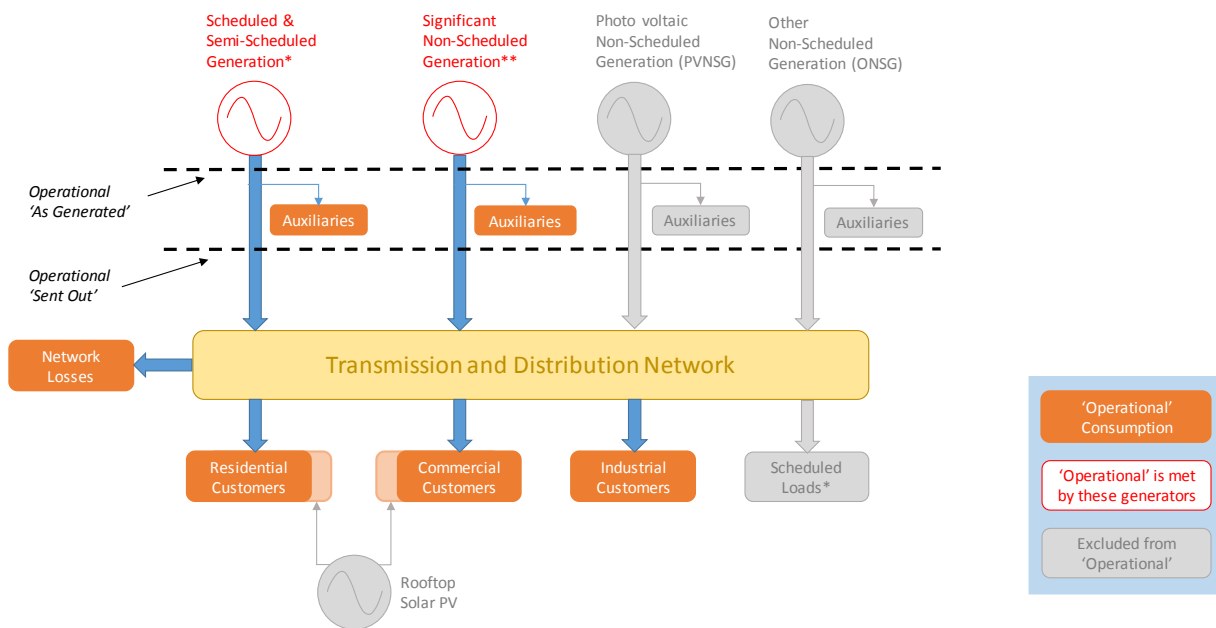 Scheduled &
Semi-Scheduled
Generation*
Significant
Non-Scheduled
Generation**
Photo voltaic
Non-Scheduled
Generation (PVNSG)
Other
Non-Scheduled
Generation (ONSG)
Operational
‘As Generated’
Auxiliaries
Auxiliaries
Auxiliaries
Auxiliaries
Operational
‘Sent Out’
Network
Losses
Transmission and Distribution Network
Residential
Customers
Commercial
Customers
Industrial
Customers
Scheduled
Loads*
Rooftop
Solar PV
‘Operational’
Consumption
‘Operational’ is met
by these generators
Excluded from
‘Operational’